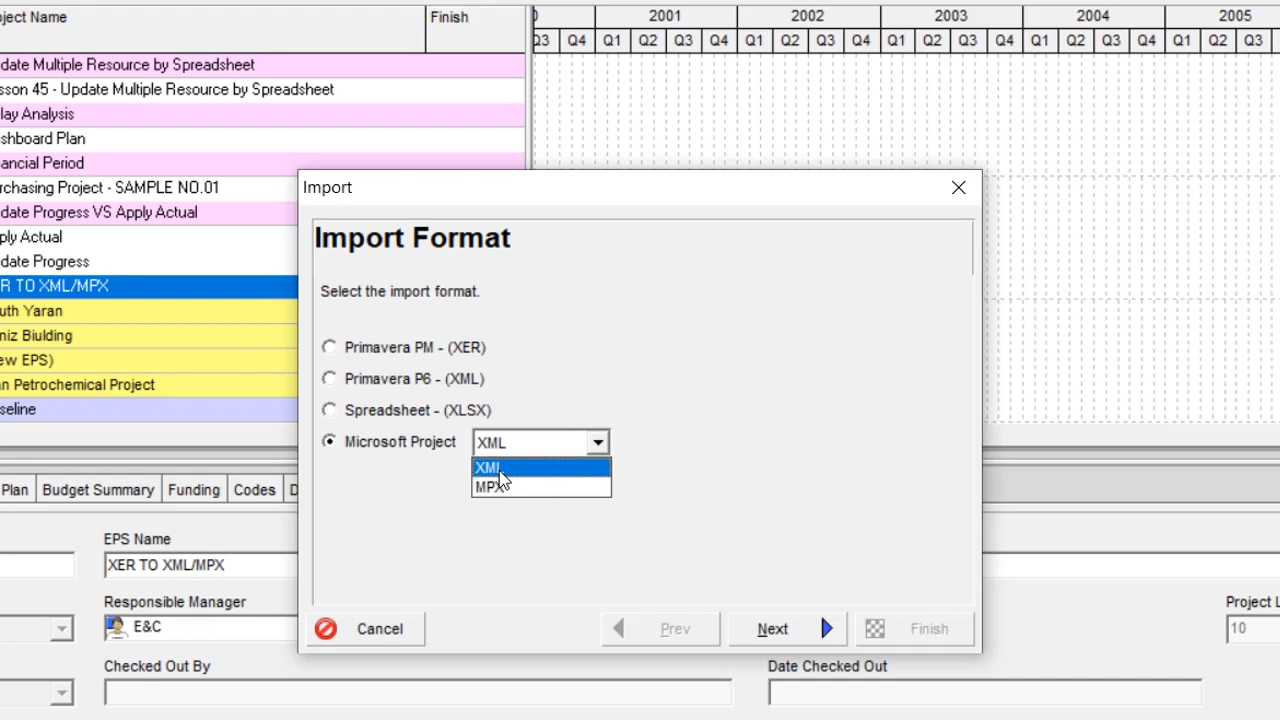 ject Name
Finish
2001 2002 2003 2004 2005
Q3 Q4 Q1 Q2 Q3 Q4 Q1 Q2 Q3 Q4 Q1 Q2 Q3 Q4 Q1 Q2 Q3 Q4 Q1 Q2 Q3
date Multiple Resource by Spreadsheet
sson 45 - Update Multiple Resource by Spreadsheet
lay Analysis
shboard Plan
ancial Period
rchasing Project - SAMPLE NO.01
date Progress VS Apply Actual
ply Actual
date Progress
ER TO XML/MPX
uth Yaran
niz Biulding
ew EPS)
an Petrochemical Project
seline
Import
Import Format
Select the import format.
Primavera PM - (XER)
Primavera P6 - (XML)
Spreadsheet - (XLSX)
Microsoft Project XML
XML
MPX
Cancel Prev Next Finish
Plan Budget Summary Funding Codes D
EPS Name
XER TO XML/MPX
Responsible Manager
E&C
Project L
10
Checked Out By
Date Checked Out